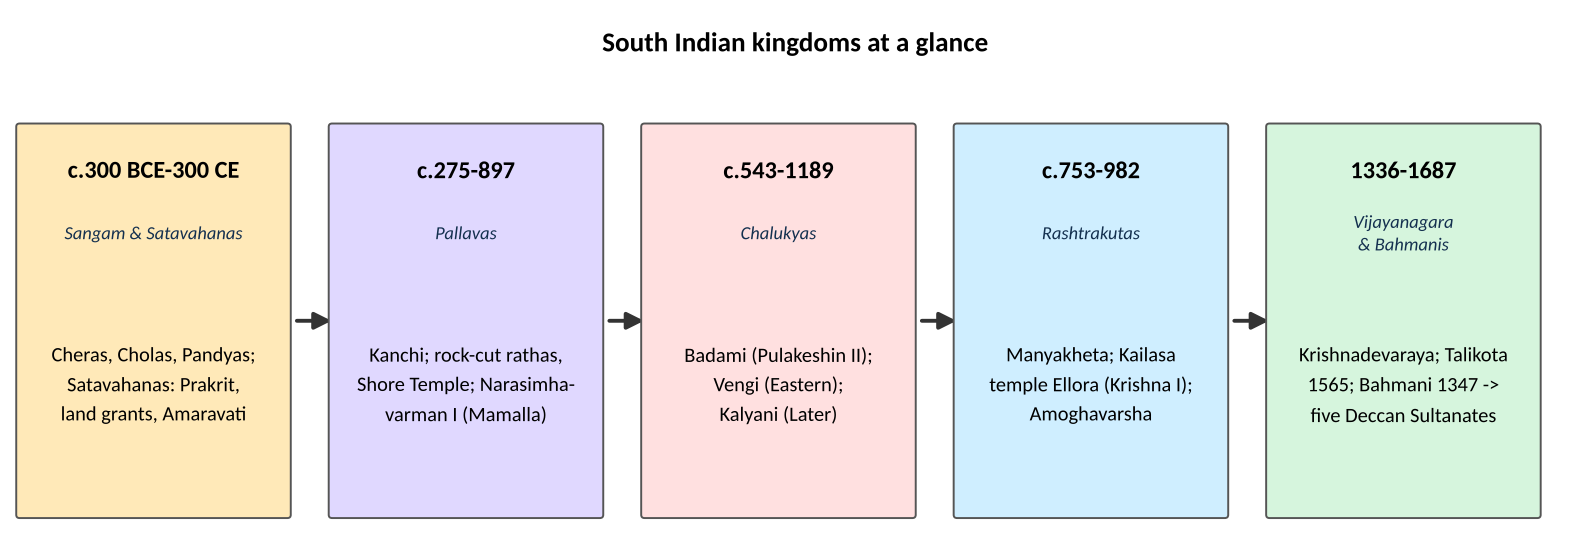 South Indian kingdoms at a glance
c.300 BCE-300 CE
Sangam & Satavahanas
Cheras, Cholas, Pandyas;
Satavahanas: Prakrit,
land grants, Amaravati
c.275-897
Pallavas
Kanchi; rock-cut rathas,
Shore Temple; Narasimha-
varman I (Mamalla)
c.543-1189
Chalukyas
Badami (Pulakeshin II);
Vengi (Eastern);
Kalyani (Later)
c.753-982
Rashtrakutas
Manyakheta; Kailasa
temple Ellora (Krishna I);
Amoghavarsha
1336-1687
Vijayanagara
& Bahmanis
Krishnadevaraya; Talikota
1565; Bahmani 1347 ->
five Deccan Sultanates